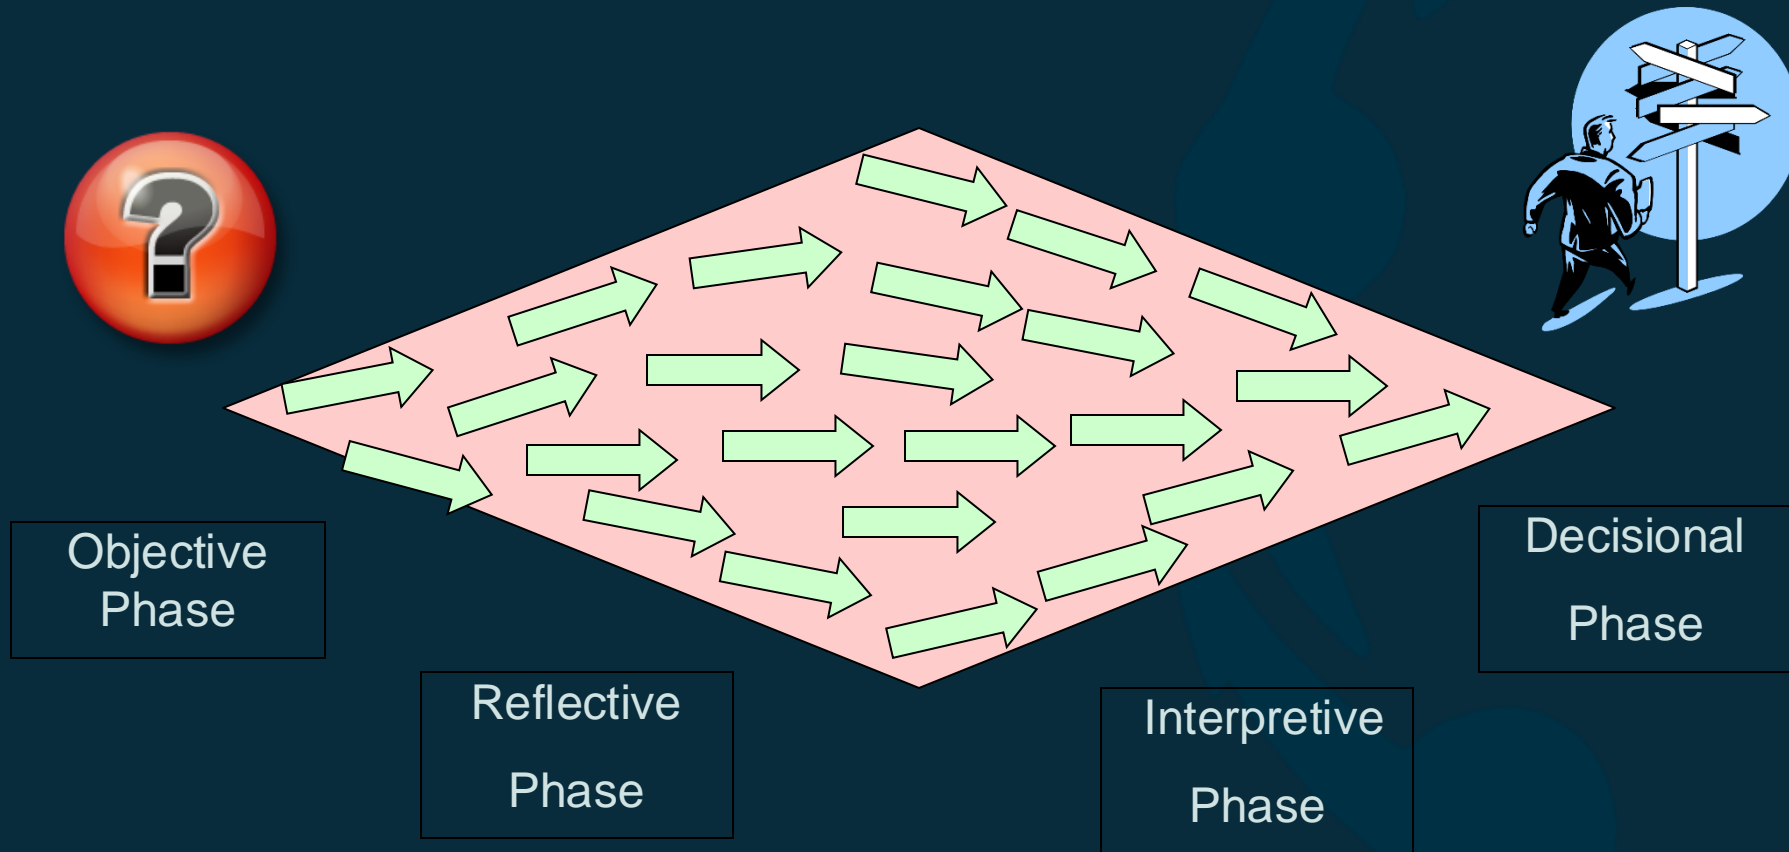 Objective
Phase
Reflective
Phase
Interpretive
Phase
Decisional
Phase